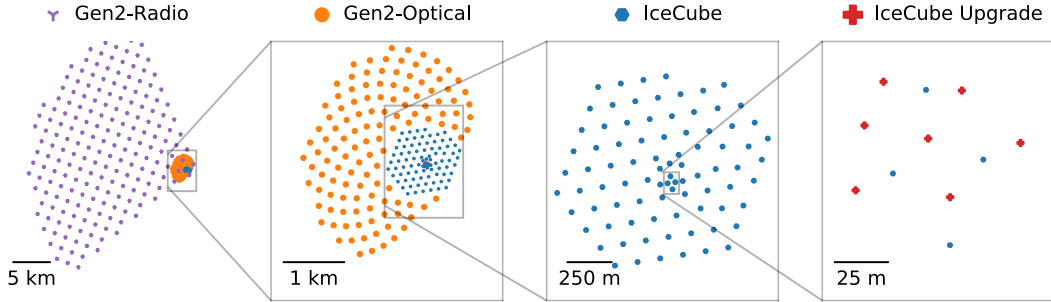 Gen2-Radio
Gen2-Optical
IceCube
IceCube Upgrade
5 km
1 km
250 m
25 m